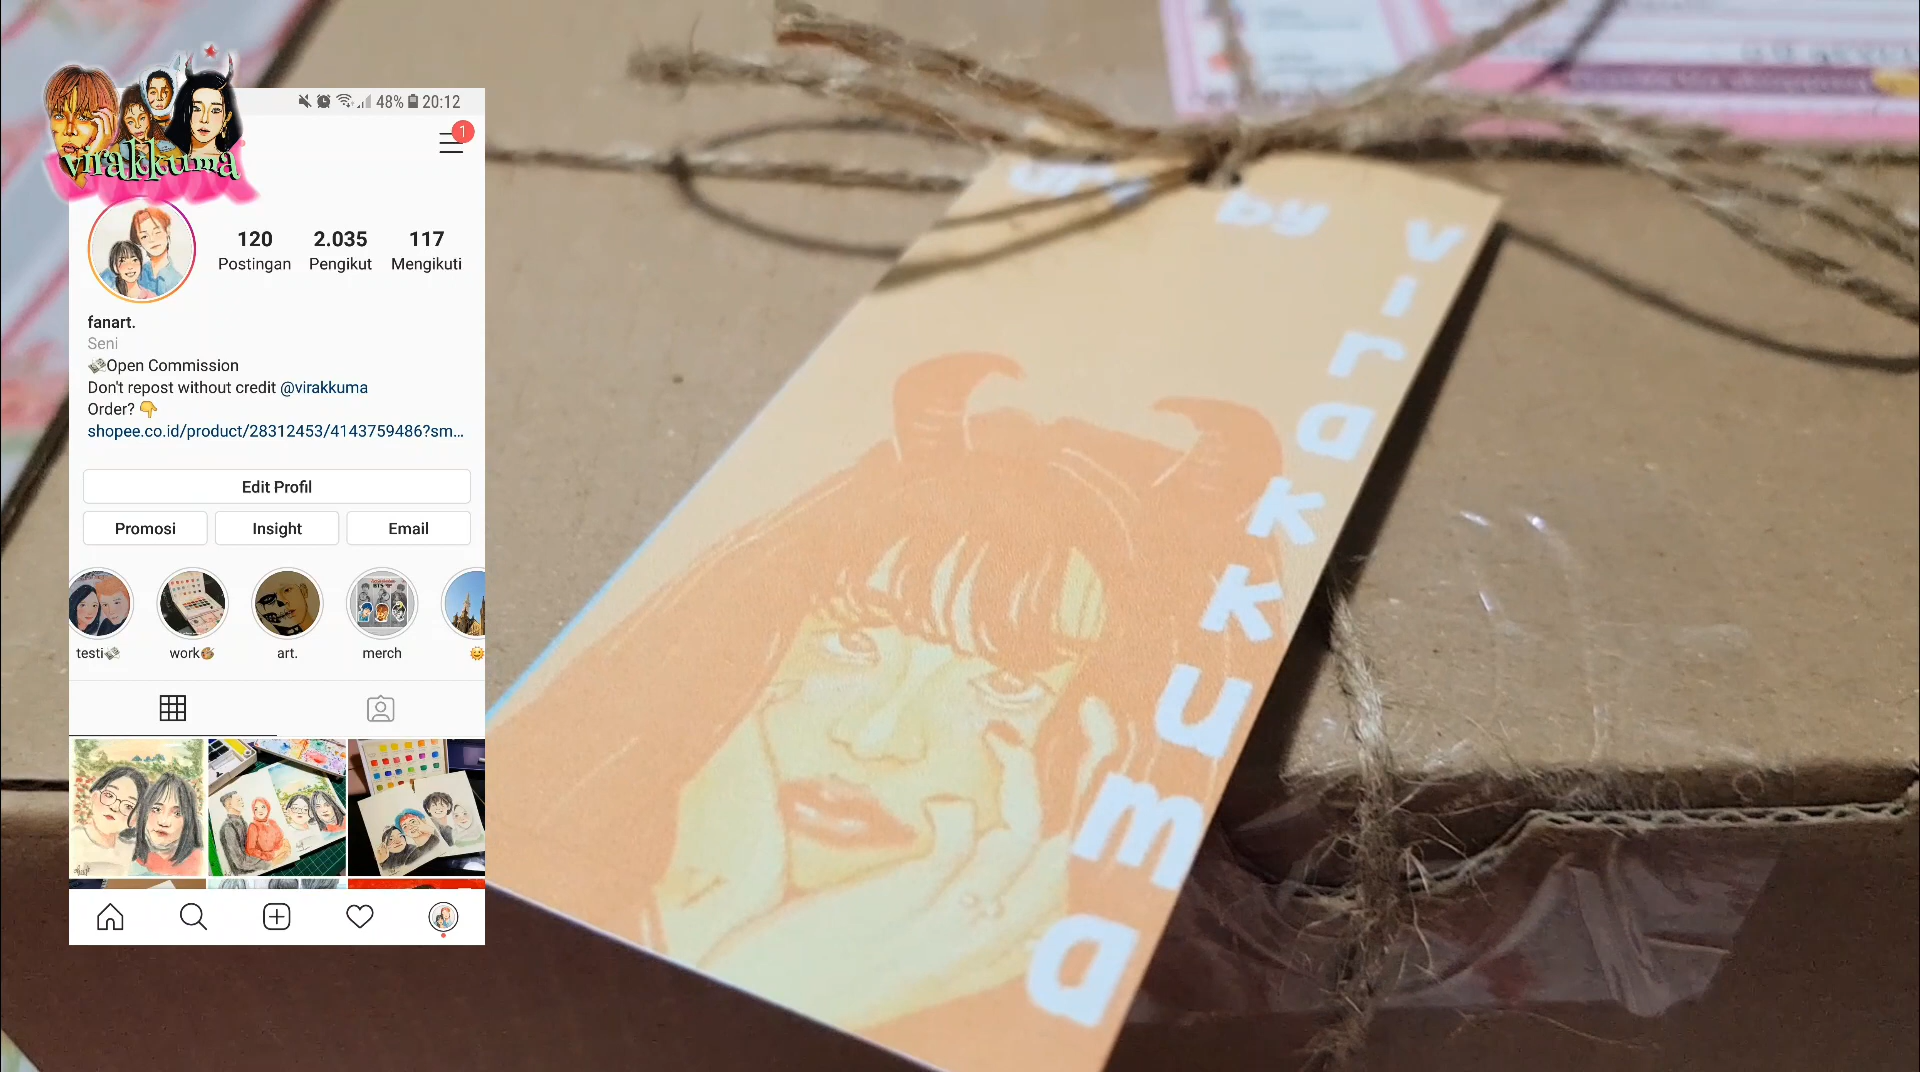 virakkuma
48% 20:12
1
120 2.035 117
Postingan Pengikut Mengikuti
fanart.
Seni
Open Commission
Don't repost without credit @virakkuma
Order?
shopee.co.id/product/28312453/4143759486?sm...
Edit Profil
Promosi Insight Email
testi work art. merch
BTS
by
virakkuma